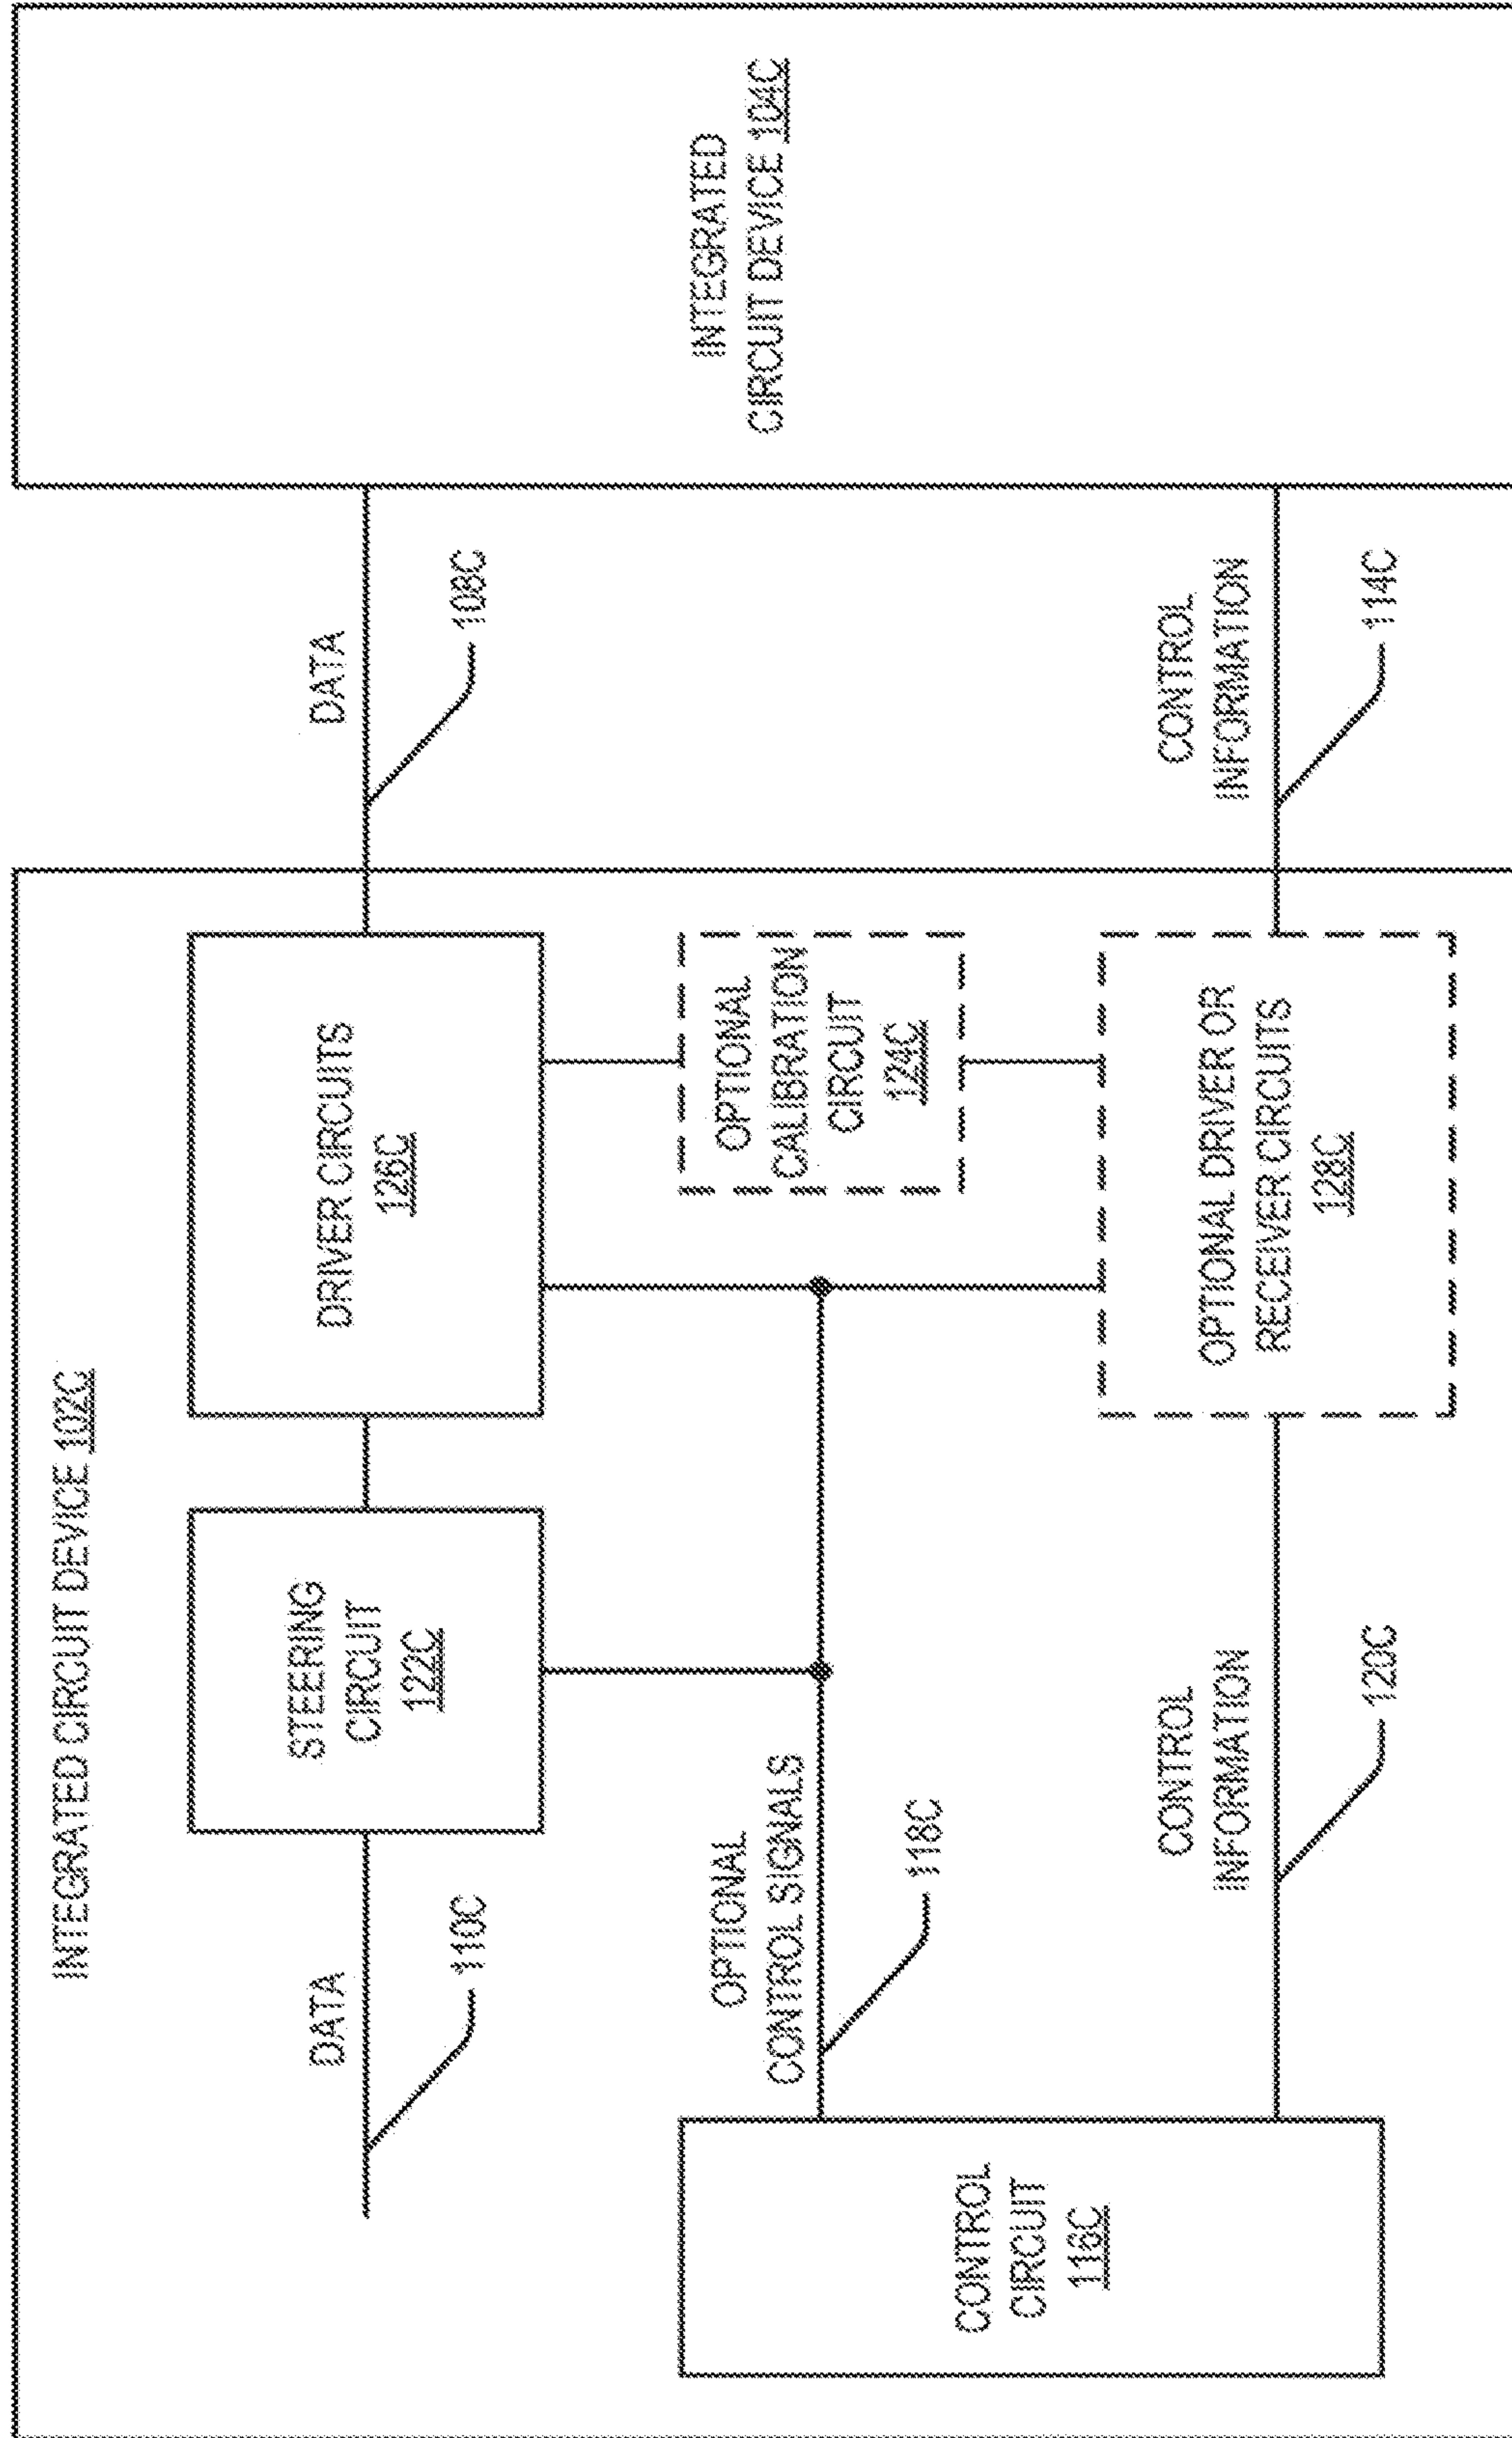 INTEGRATED CIRCUIT DEVICE 102C
DATA
110C
STEERING
CIRCUIT
122C
DRIVER CIRCUITS
126C
DATA
108C
INTEGRATED
CIRCUIT DEVICE 104C
OPTIONAL
CONTROL SIGNALS
118C
OPTIONAL
CALIBRATION
CIRCUIT
124C
CONTROL
CIRCUIT
116C
CONTROL
INFORMATION
120C
OPTIONAL DRIVER OR
RECEIVER CIRCUITS
128C
CONTROL
INFORMATION
114C